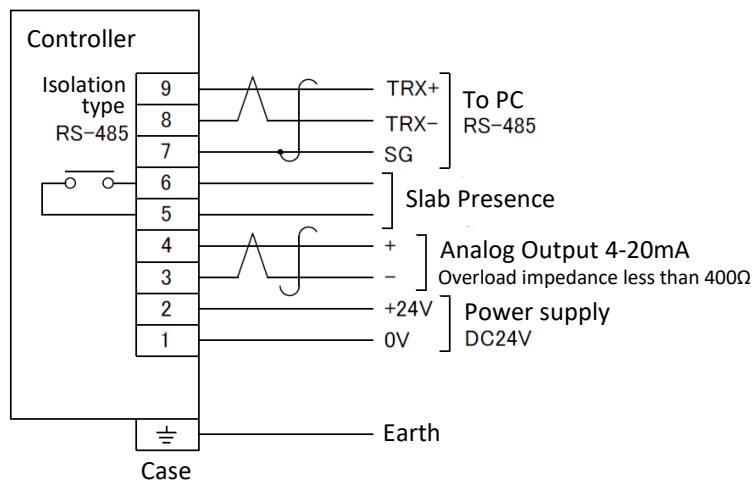 Controller
Isolation
type
RS-485
9
8
7
6
5
4
3
2
1
TRX+
TRX-
SG
To PC
RS-485
Slab Presence
+
-
Analog Output 4-20mA
Overload impedance less than 400Ω
+24V
0V
Power supply
DC24V
Earth
Case